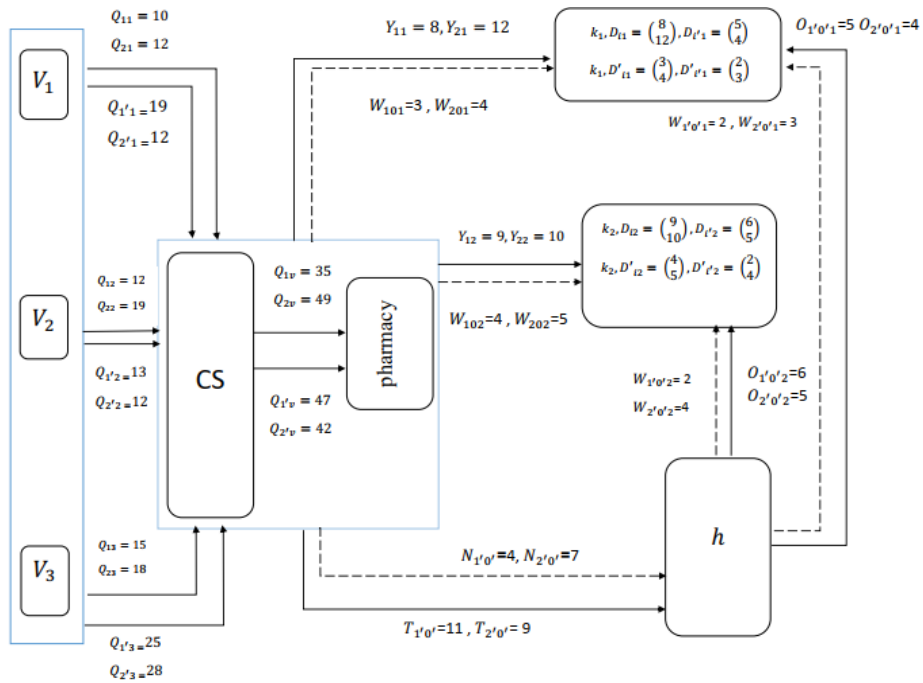 Q₁₁ = 10
Q₂₁ = 12
V₁
Q₁′₁ =19
Q₂′₁ =12
Y₁₁ = 8, Y₂₁ = 12
W₁₀₁=3 , W₂₀₁=4
k₁, Dᵢ₁ = (8 12), Dᵢ′₁ = (5 4)
k₁, D′ᵢ₁ = (3 4), D′ᵢ′₁ = (2 3)
O₁′₀′₁=5 O₂′₀′₁=4
W₁′₀′₁= 2 , W₂′₀′₁= 3
Q₁₂ = 12
Q₂₂ = 19
V₂
Q₁′₂ =13
Q₂′₂ =12
CS
Q₁ᵥ = 35
Q₂ᵥ = 49
pharmacy
Q₁′ᵥ = 47
Q₂′ᵥ = 42
Y₁₂ = 9, Y₂₂ = 10
W₁₀₂=4 , W₂₀₂=5
k₂, Dᵢ₂ = (9 10), Dᵢ′₂ = (6 5)
k₂, D′ᵢ₂ = (4 5), D′ᵢ′₂ = (2 4)
W₁′₀′₂= 2
W₂′₀′₂=4
O₁′₀′₂=6
O₂′₀′₂=5
V₃
Q₁₃ = 15
Q₂₃ = 18
Q₁′₃ =25
Q₂′₃ =28
N₁′₀′=4, N₂′₀′=7
T₁′₀′=11 , T₂′₀′= 9
h